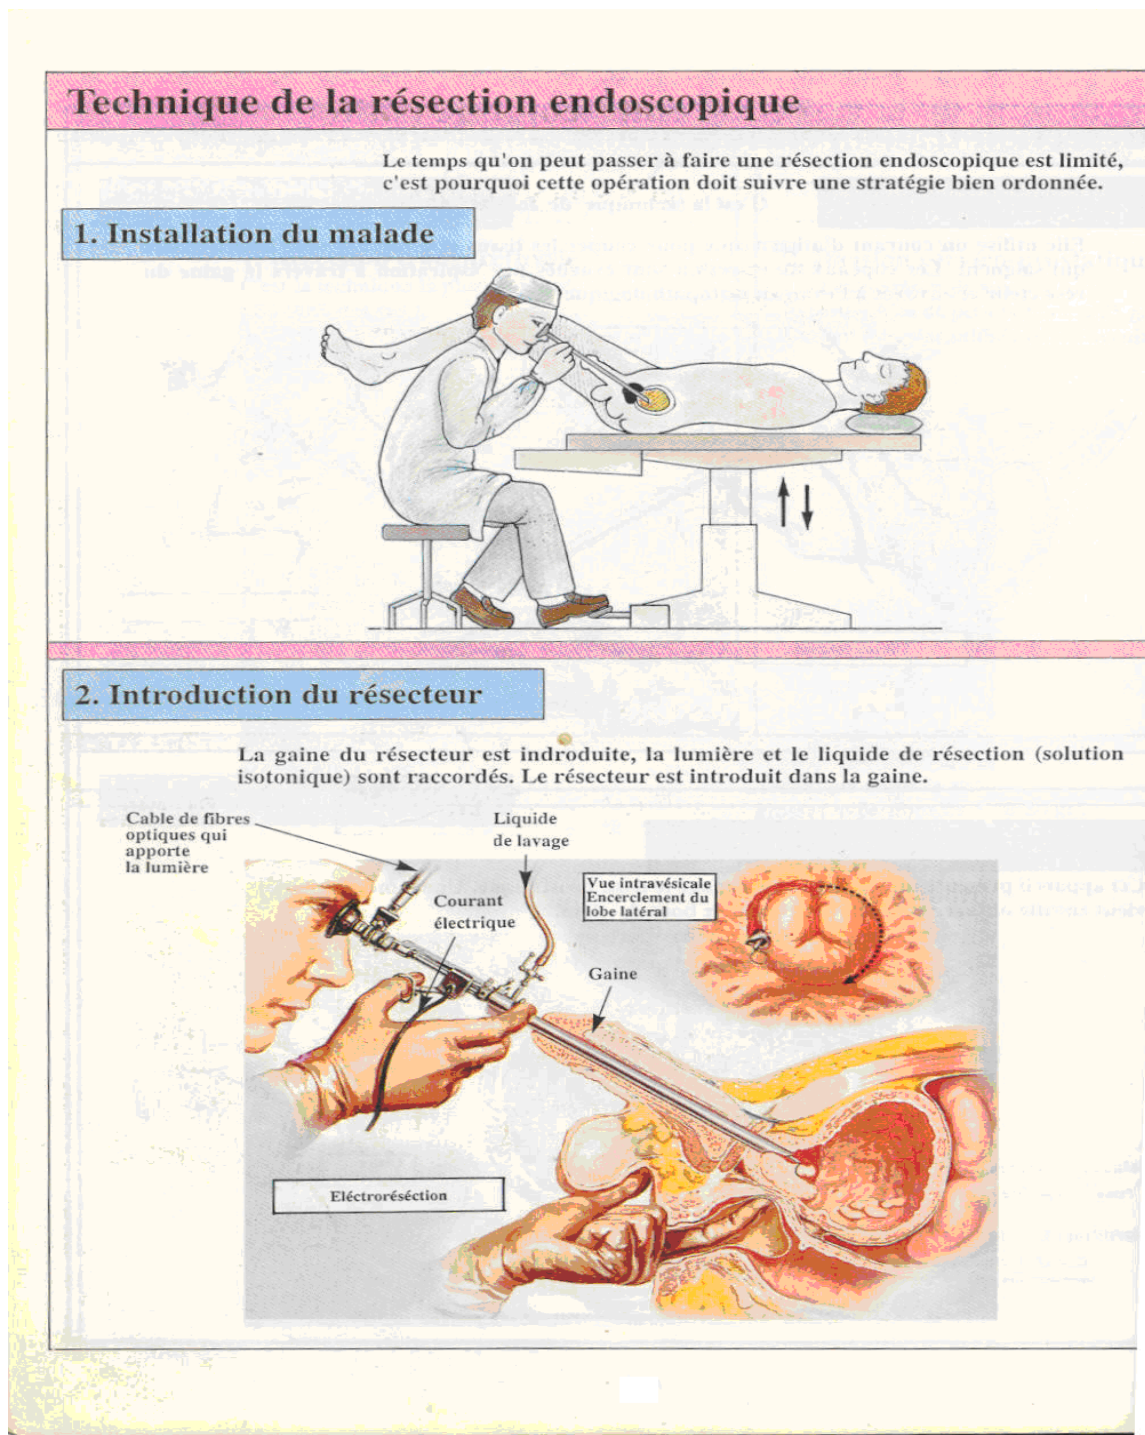 Technique de la résection endoscopique
Le temps qu'on peut passer à faire une résection endoscopique est limité,
c'est pourquoi cette opération doit suivre une stratégie bien ordonnée.
1. Installation du malade
2. Introduction du résecteur
La gaine du résecteur est indroduite, la lumière et le liquide de résection (solution
isotonique) sont raccordés. Le résecteur est introduit dans la gaine.
Cable de fibres
optiques qui
apporte
la lumière
Liquide
de lavage
Courant
électrique
Vue intravésicale
Encerclement du
lobe latéral
Gaine
Eléctroréséction